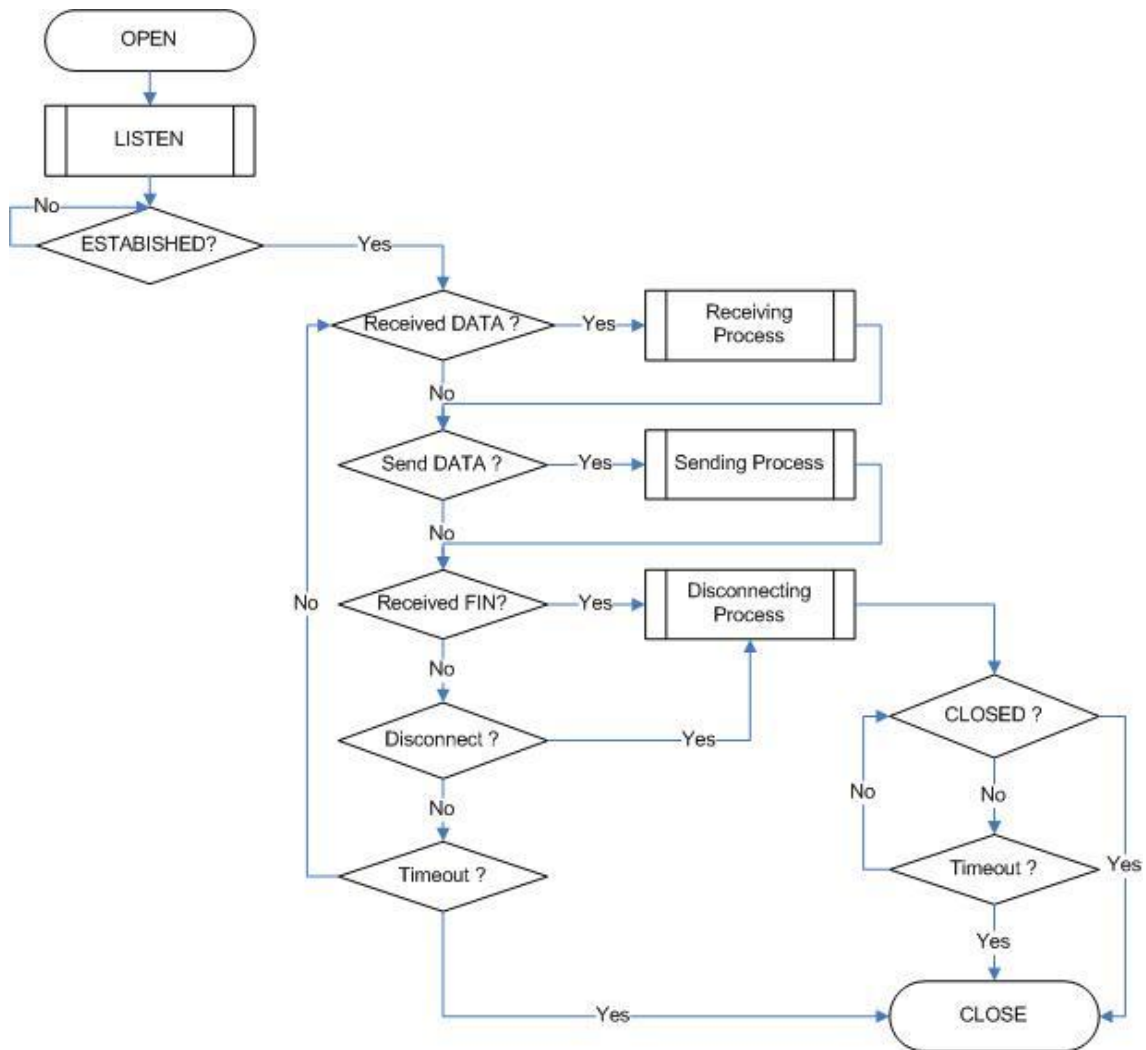 OPEN
LISTEN
No
ESTABISHED?
Yes
Received DATA ?
Yes
Receiving
Process
No
Send DATA ?
Yes
Sending Process
No
Received FIN?
Yes
Disconnecting
Process
No
No
Disconnect ?
Yes
CLOSED ?
No
No
No
Timeout ?
Timeout ?
Yes
Yes
Yes
CLOSE